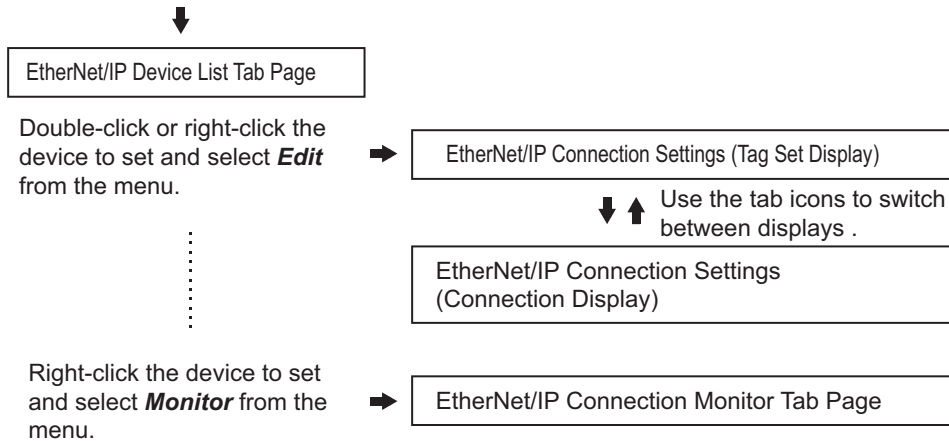 EtherNet/IP Device List Tab Page
Double-click or right-click the
device to set and select Edit
from the menu.
EtherNet/IP Connection Settings (Tag Set Display)
Use the tab icons to switch
between displays .
EtherNet/IP Connection Settings
(Connection Display)
Right-click the device to set
and select Monitor from the
menu.
EtherNet/IP Connection Monitor Tab Page